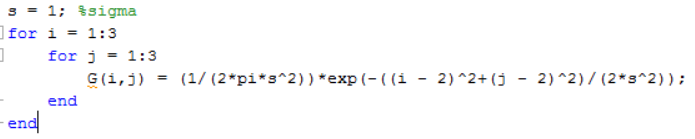 s = 1; %sigma
for i = 1:3
    for j = 1:3
        G(i,j) = (1/(2*pi*s^2))*exp(-((i - 2)^2+(j - 2)^2)/(2*s^2));
    end
end